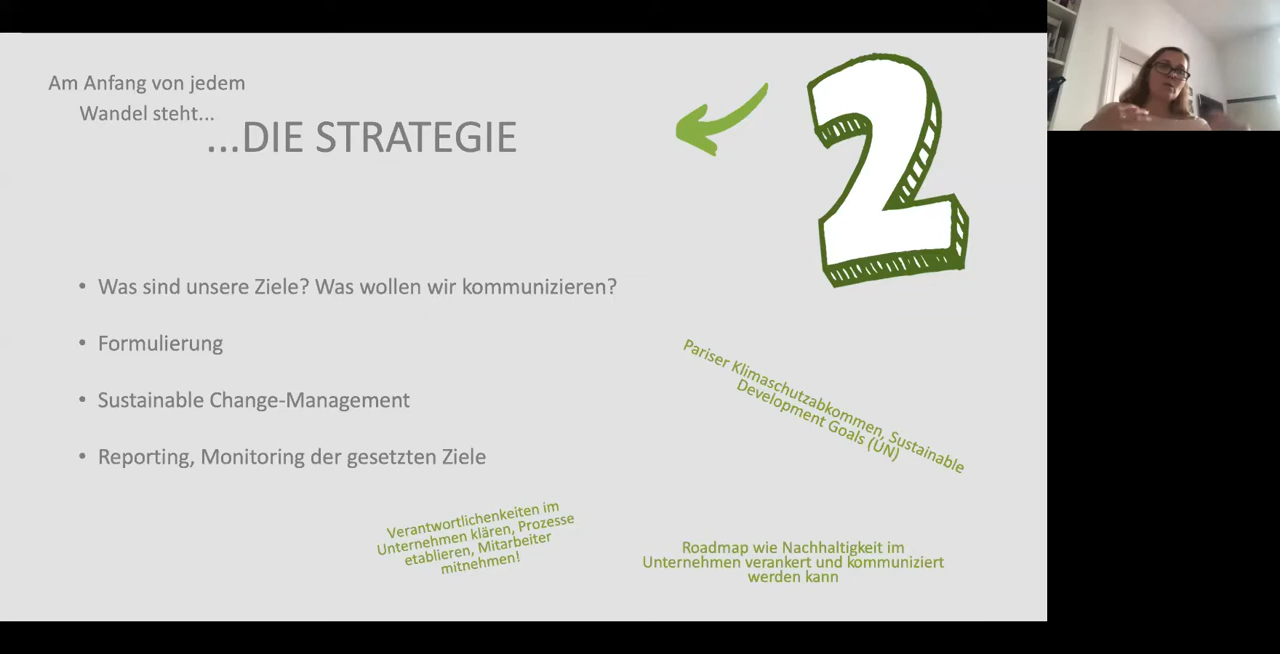 Am Anfang von jedem
Wandel steht...
...DIE STRATEGIE
2
• Was sind unsere Ziele? Was wollen wir kommunizieren?
• Formulierung
• Sustainable Change-Management
• Reporting, Monitoring der gesetzten Ziele
Pariser Klimaschutzabkommen, Sustainable
Development Goals (UN)
Verantwortlichenkeiten im
Unternehmen klären, Prozesse
etablieren, Mitarbeiter
mitnehmen!
Roadmap wie Nachhaltigkeit im
Unternehmen verankert und kommuniziert
werden kann